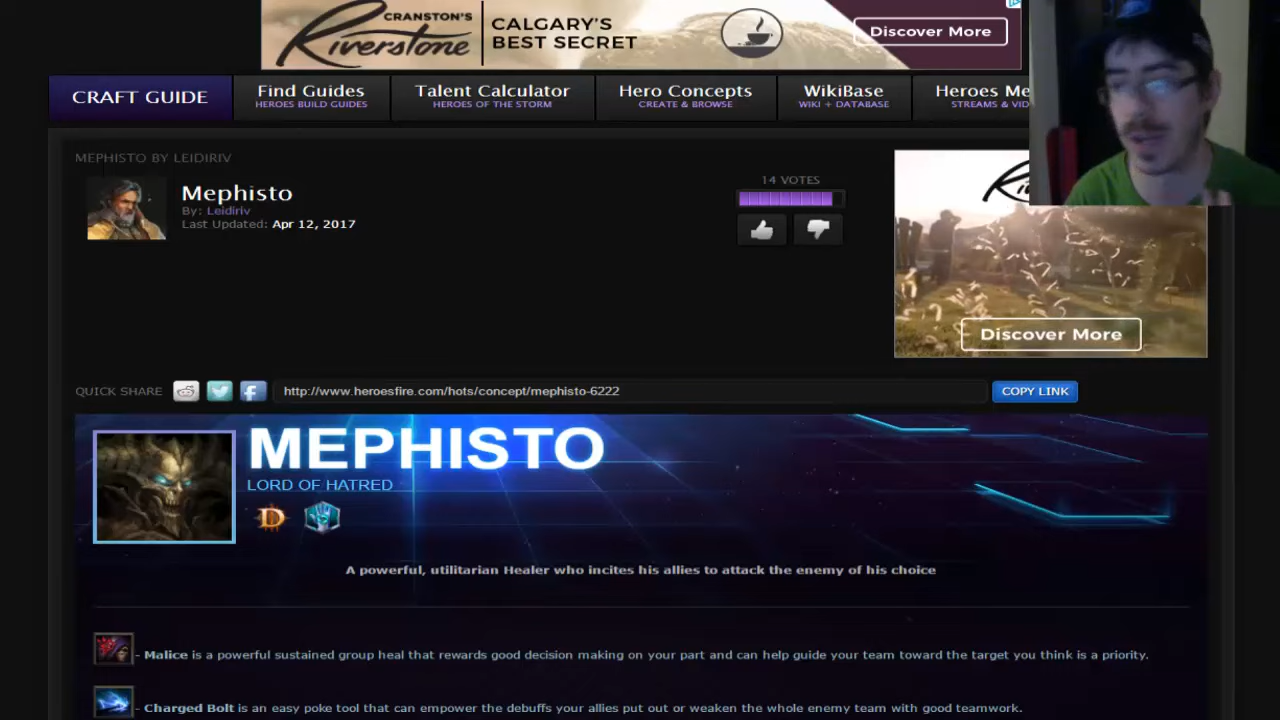 CRANSTON'S
Riverstone
CALGARY'S
BEST SECRET
Discover More
CRAFT GUIDE
Find Guides
HEROES BUILD GUIDES
Talent Calculator
HEROES OF THE STORM
Hero Concepts
CREATE & BROWSE
WikiBase
WIKI + DATABASE
Heroes Me
STREAMS & VID
MEPHISTO BY LEIDIRIV
Mephisto
By: Leidiriv
Last Updated: Apr 12, 2017
14 VOTES
Discover More
QUICK SHARE
http://www.heroesfire.com/hots/concept/mephisto-6222
COPY LINK
MEPHISTO
LORD OF HATRED
A powerful, utilitarian Healer who incites his allies to attack the enemy of his choice
- Malice is a powerful sustained group heal that rewards good decision making on your part and can help guide your team toward the target you think is a priority.
- Charged Bolt is an easy poke tool that can empower the debuffs your allies put out or weaken the whole enemy team with good teamwork.